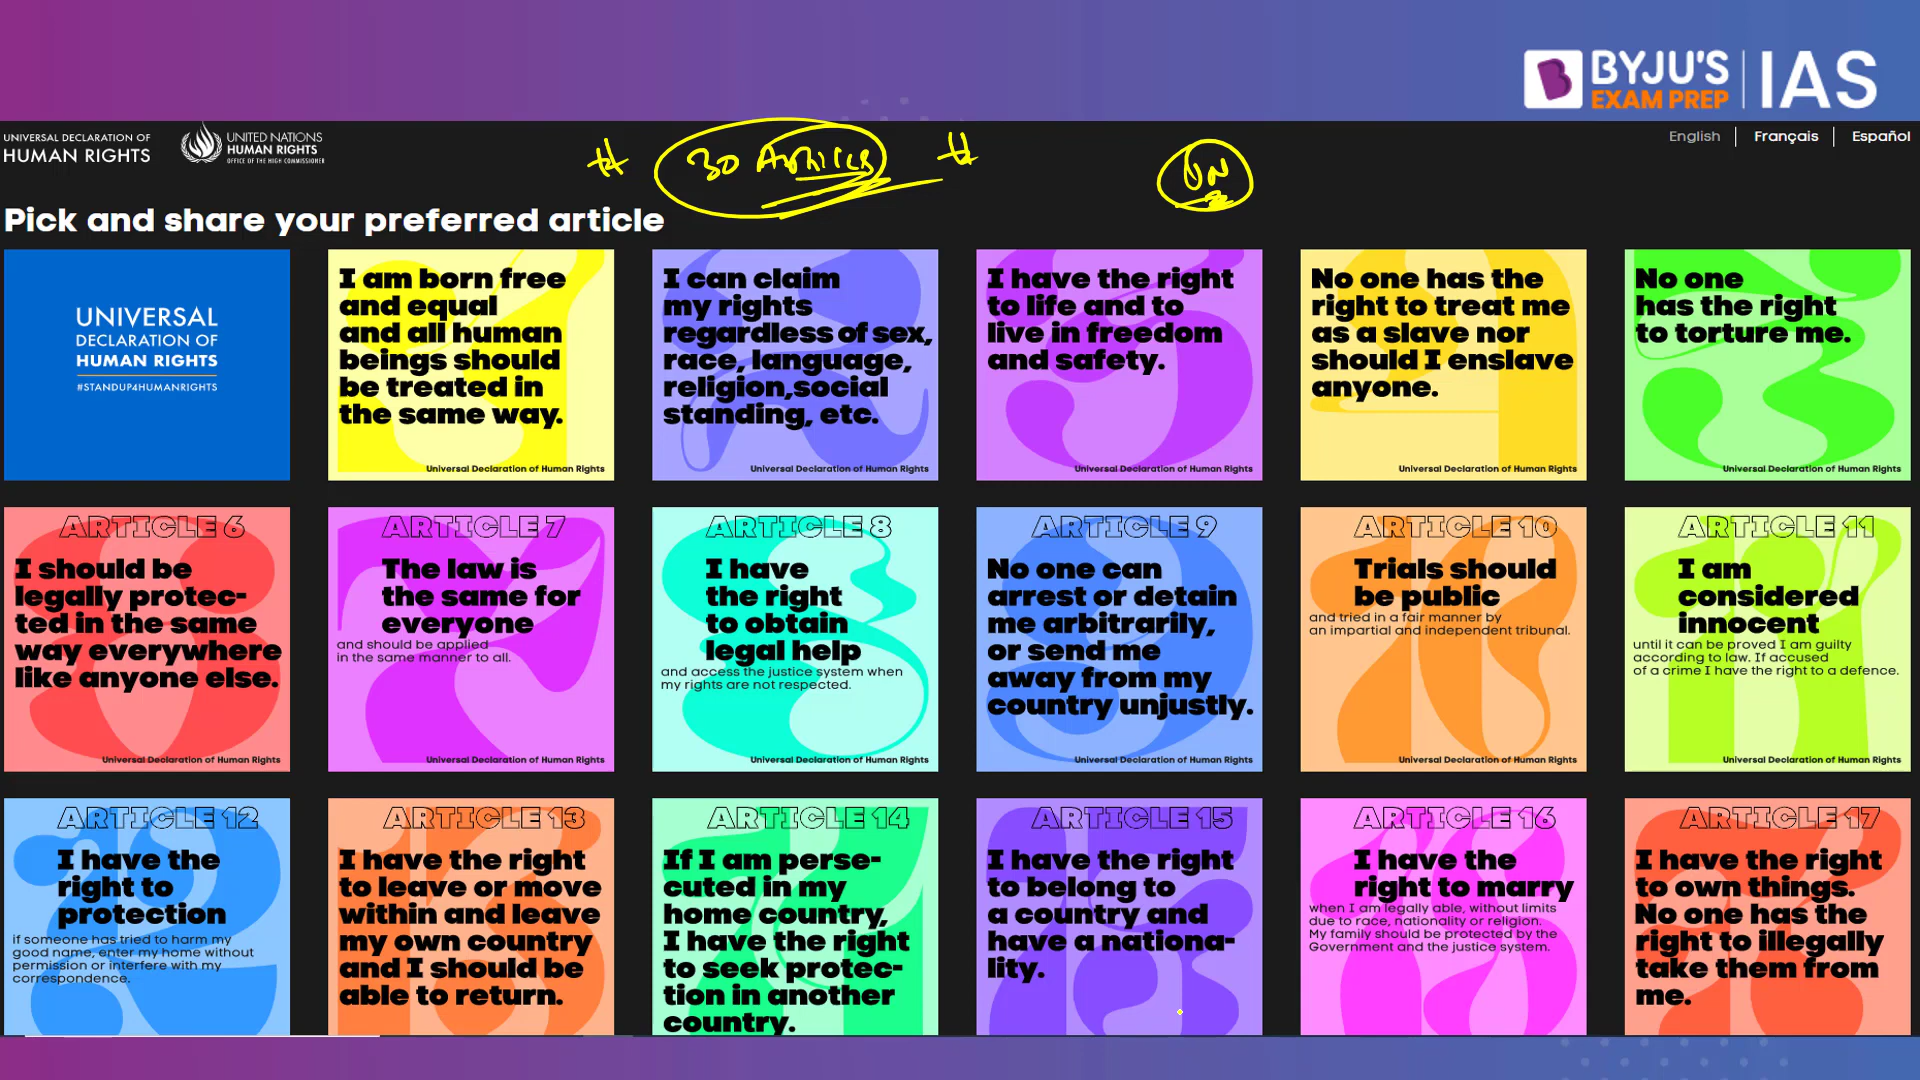 BYJU'S
EXAM PREP
IAS
UNIVERSAL DECLARATION OF
HUMAN RIGHTS
UNITED NATIONS
HUMAN RIGHTS
OFFICE OF THE HIGH COMMISSIONER
30 Articles
UN
English
Français
Español
Pick and share your preferred article
UNIVERSAL
DECLARATION OF
HUMAN RIGHTS
#STANDUP4HUMANRIGHTS
I am born free
and equal
and all human
beings should
be treated in
the same way.
Universal Declaration of Human Rights
I can claim
my rights
regardless of sex,
race, language,
religion,social
standing, etc.
Universal Declaration of Human Rights
I have the right
to life and to
live in freedom
and safety.
Universal Declaration of Human Rights
No one has the
right to treat me
as a slave nor
should I enslave
anyone.
Universal Declaration of Human Rights
No one
has the right
to torture me.
Universal Declaration of Human Rights
ARTICLE 6
I should be
legally protec-
ted in the same
way everywhere
like anyone else.
Universal Declaration of Human Rights
ARTICLE 7
The law is
the same for
everyone
and should be applied
in the same manner to all.
Universal Declaration of Human Rights
ARTICLE 8
I have
the right
to obtain
legal help
and access the justice system when
my rights are not respected.
Universal Declaration of Human Rights
ARTICLE 9
No one can
arrest or detain
me arbitrarily,
or send me
away from my
country unjustly.
Universal Declaration of Human Rights
ARTICLE 10
Trials should
be public
and tried in a fair manner by
an impartial and independent tribunal.
Universal Declaration of Human Rights
ARTICLE 11
I am
considered
innocent
until it can be proved I am guilty
according to law. If accused
of a crime I have the right to a defence.
Universal Declaration of Human Rights
ARTICLE 12
I have the
right to
protection
if someone has tried to harm my
good name, enter my home without
permission or interfere with my
correspondence.
ARTICLE 13
I have the right
to leave or move
within and leave
my own country
and I should be
able to return.
ARTICLE 14
If I am perse-
cuted in my
home country,
I have the right
to seek protec-
tion in another
country.
ARTICLE 15
I have the right
to belong to
a country and
have a nationa-
lity.
ARTICLE 16
I have the
right to marry
when I am legally able, without limits
due to race, nationality or religion.
My family should be protected by the
Government and the justice system.
ARTICLE 17
I have the right
to own things.
No one has the
right to illegally
take them from
me.